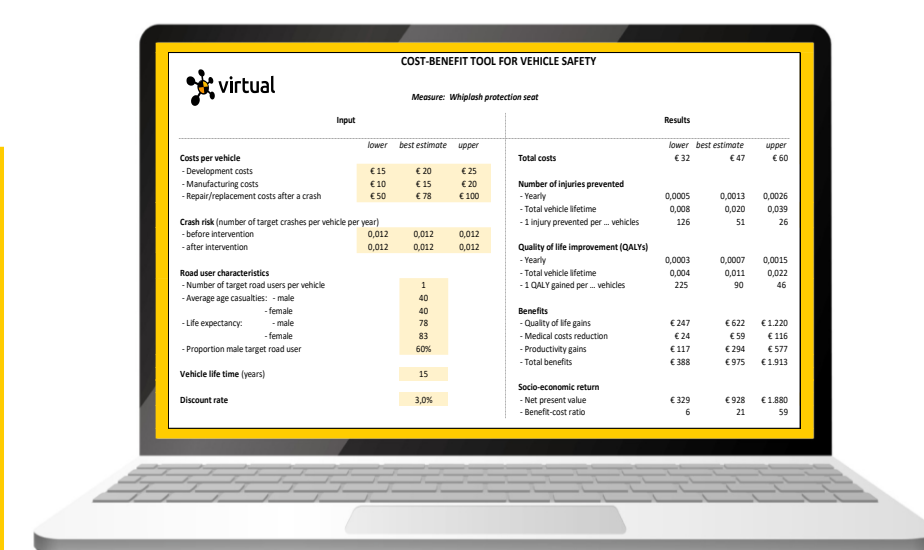 COST-BENEFIT TOOL FOR VEHICLE SAFETY
virtual
Measure: Whiplash protection seat
Input
lower best estimate upper
Costs per vehicle
- Development costs € 15 € 20 € 25
- Manufacturing costs € 10 € 15 € 20
- Repair/replacement costs after a crash € 50 € 78 € 100
Crash risk (number of target crashes per vehicle per year)
- before intervention 0,012 0,012 0,012
- after intervention 0,012 0,012 0,012
Road user characteristics
- Number of target road users per vehicle 1
- Average age casualties: - male 40
- female 40
- Life expectancy: - male 78
- female 83
- Proportion male target road user 60%
Vehicle life time (years) 15
Discount rate 3,0%
Results
lower best estimate upper
Total costs € 32 € 47 € 60
Number of injuries prevented
- Yearly 0,0005 0,0013 0,0026
- Total vehicle lifetime 0,008 0,020 0,039
- 1 injury prevented per ... vehicles 126 51 26
Quality of life improvement (QALYs)
- Yearly 0,0003 0,0007 0,0015
- Total vehicle lifetime 0,004 0,011 0,022
- 1 QALY gained per ... vehicles 225 90 46
Benefits
- Quality of life gains € 247 € 622 € 1.220
- Medical costs reduction € 24 € 59 € 116
- Productivity gains € 117 € 294 € 577
- Total benefits € 388 € 975 € 1.913
Socio-economic return
- Net present value € 329 € 928 € 1.880
- Benefit-cost ratio 6 21 59